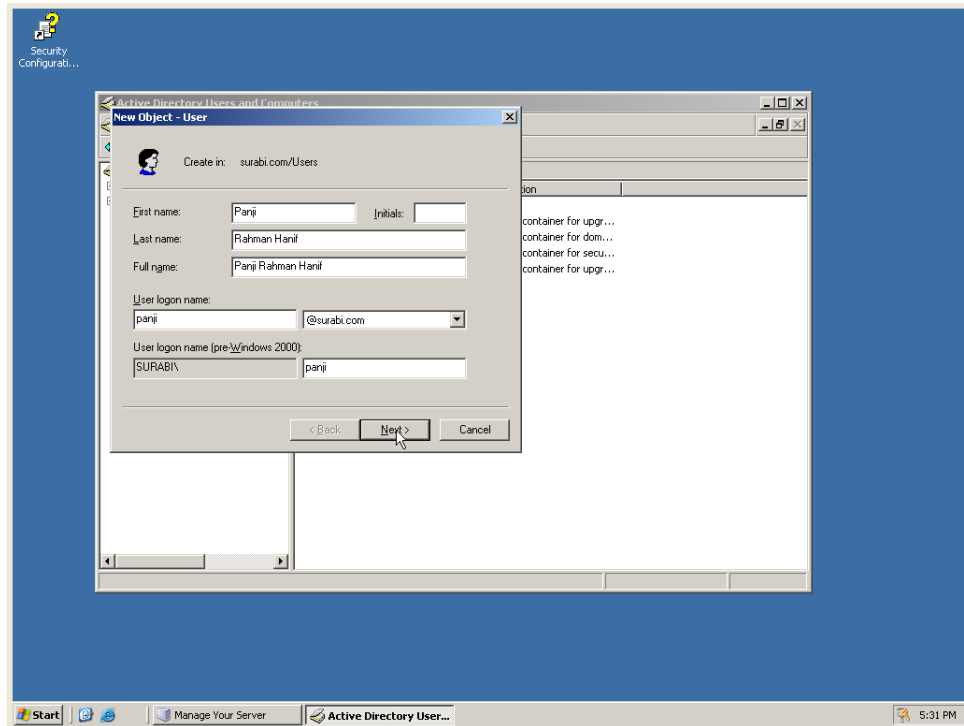 Security
Configurati...
Active Directory Users and Computers
New Object - User
Create in: surabi.com/Users
First name: Panji Initials:
Last name: Rahman Hanif
Full name: Panji Rahman Hanif
User logon name:
panji @surabi.com
User logon name (pre-Windows 2000):
SURABI\ panji
< Back Next > Cancel
tion
container for upgr...
container for dom...
container for secu...
container for upgr...
Start Manage Your Server Active Directory User... 5:31 PM